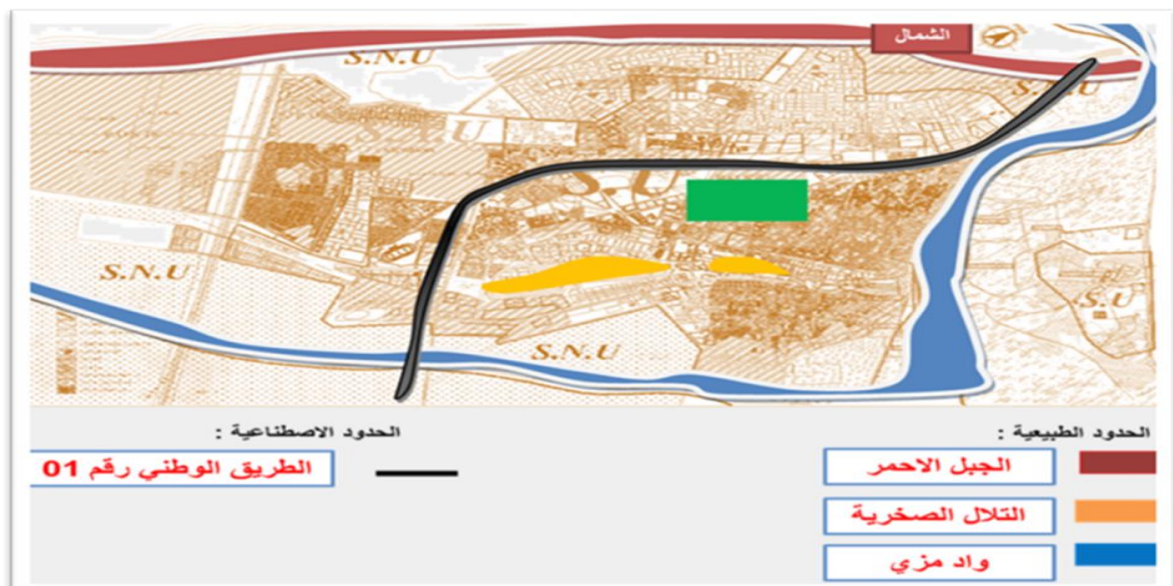 الشمال
S.N.U
S.N.U
S.U
S.N.U
S.U
S.N.U
الحدود الطبيعية :
الحدود الاصطناعية :
الجبل الاحمر
الطريق الوطني رقم 01
التلال الصخرية
واد مزي